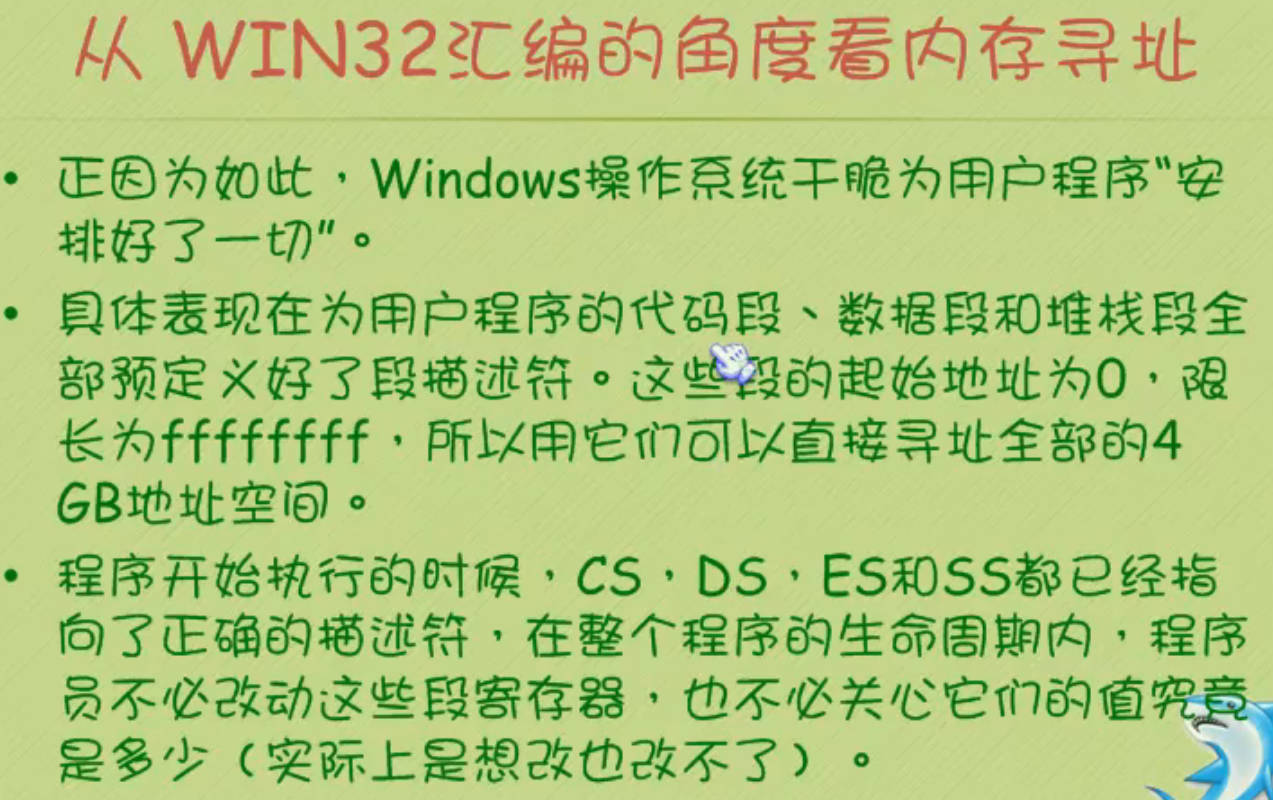 从 WIN32汇编的角度看内存寻址
• 正因为如此，Windows操作系统干脆为用户程序“安
排好了一切”。
• 具体表现在为用户程序的代码段、数据段和堆栈段全
部预定义好了段描述符。这些段的起始地址为0，限
长为ffffffff，所以用它们可以直接寻址全部的4
GB地址空间。
• 程序开始执行的时候，CS，DS，ES和SS都已经指
向了正确的描述符，在整个程序的生命周期内，程序
员不必改动这些段寄存器，也不必关心它们的值究竟
是多少（实际上是想改也改不了）。